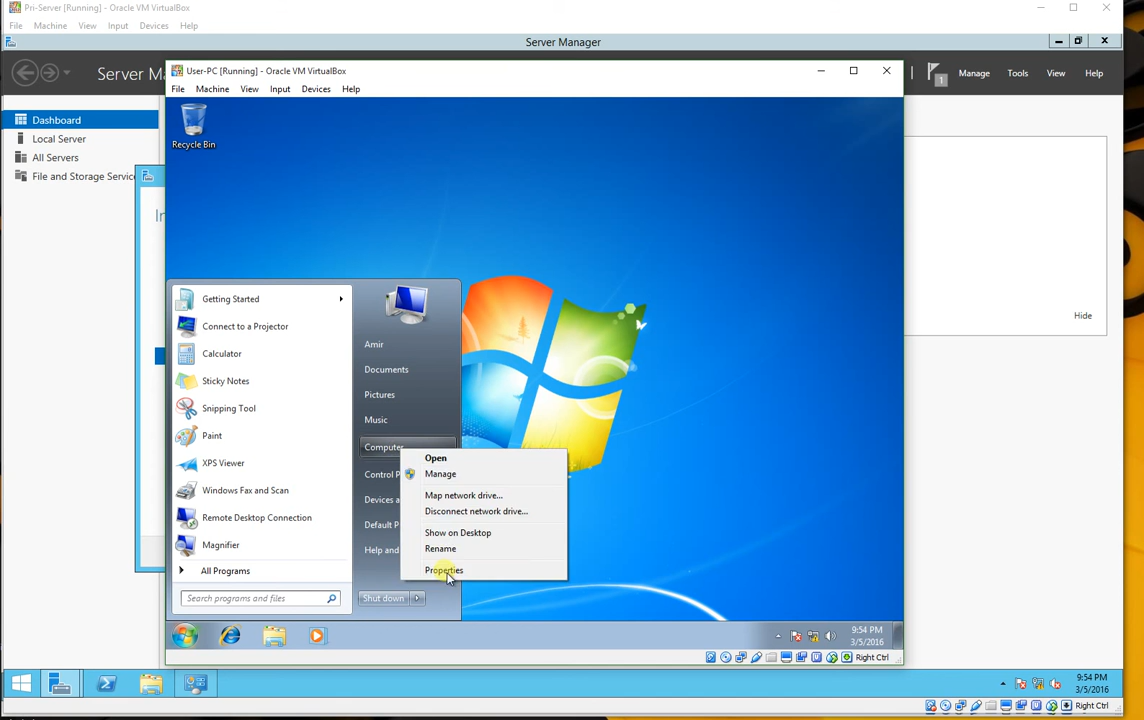 Pri-Server [Running] - Oracle VM VirtualBox
File Machine View Input Devices Help
Server Manager
Server Ma
1
Manage Tools View Help
User-PC [Running] - Oracle VM VirtualBox
File Machine View Input Devices Help
Dashboard
Local Server
All Servers
File and Storage Service
Recycle Bin
Hide
Getting Started
Connect to a Projector
Calculator
Sticky Notes
Snipping Tool
Paint
XPS Viewer
Windows Fax and Scan
Remote Desktop Connection
Magnifier
All Programs
Search programs and files
Amir
Documents
Pictures
Music
Computer
Control P
Devices a
Default P
Help and
Shut down
Open
Manage
Map network drive...
Disconnect network drive...
Show on Desktop
Rename
Properties
9:54 PM
3/5/2016
Right Ctrl
9:54 PM
3/5/2016
Right Ctrl